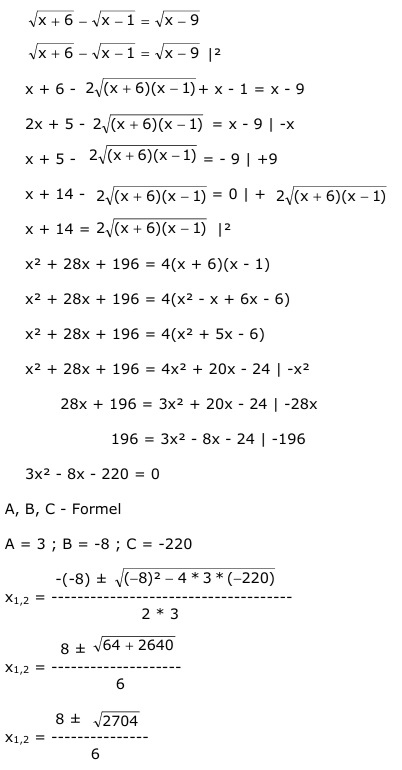 √(x + 6) − √(x − 1) = √(x − 9)
√(x + 6) − √(x − 1) = √(x − 9) |²
x + 6 - 2√((x + 6)(x − 1)) + x - 1 = x - 9
2x + 5 - 2√((x + 6)(x − 1)) = x - 9 | -x
x + 5 - 2√((x + 6)(x − 1)) = - 9 | +9
x + 14 - 2√((x + 6)(x − 1)) = 0 | + 2√((x + 6)(x − 1))
x + 14 = 2√((x + 6)(x − 1)) |²
x² + 28x + 196 = 4(x + 6)(x - 1)
x² + 28x + 196 = 4(x² - x + 6x - 6)
x² + 28x + 196 = 4(x² + 5x - 6)
x² + 28x + 196 = 4x² + 20x - 24 | -x²
28x + 196 = 3x² + 20x - 24 | -28x
196 = 3x² - 8x - 24 | -196
3x² - 8x - 220 = 0
A, B, C - Formel
A = 3 ; B = -8 ; C = -220
-(-8) ± √((−8)² − 4 * 3 * (−220))
x₁,₂ = -------------------------------------
2 * 3
8 ± √(64 + 2640)
x₁,₂ = --------------------
6
8 ± √(2704)
x₁,₂ = ---------------
6